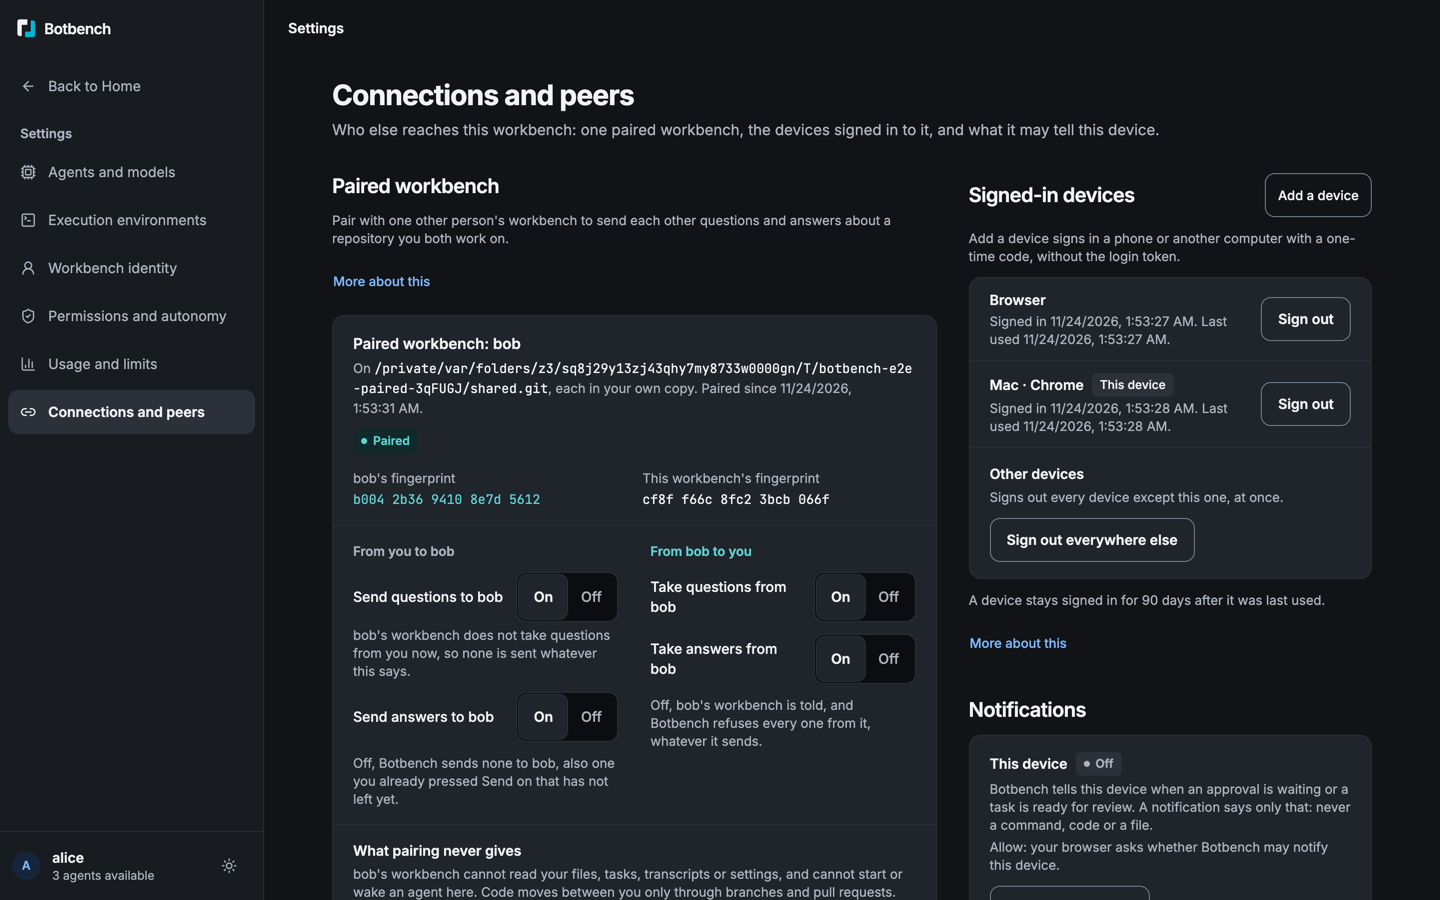 Botbench
Settings
Back to Home
Settings
Agents and models
Execution environments
Workbench identity
Permissions and autonomy
Usage and limits
Connections and peers
A
alice
3 agents available
Connections and peers
Who else reaches this workbench: one paired workbench, the devices signed in to it, and what it may tell this device.
Paired workbench
Pair with one other person's workbench to send each other questions and answers about a
repository you both work on.
More about this
Paired workbench: bob
On /private/var/folders/z3/sq8j29y13zj43qhy7my8733w0000gn/T/botbench-e2e
-paired-3qFUGJ/shared.git, each in your own copy. Paired since 11/24/2026,
1:53:31 AM.
Paired
bob's fingerprint
b004 2b36 9410 8e7d 5612
This workbench's fingerprint
cf8f f66c 8fc2 3bcb 066f
From you to bob
Send questions to bob
On Off
bob's workbench does not take questions
from you now, so none is sent whatever
this says.
Send answers to bob
On Off
Off, Botbench sends none to bob, also one
you already pressed Send on that has not
left yet.
From bob to you
Take questions from
bob
On Off
Take answers from
bob
On Off
Off, bob's workbench is told, and
Botbench refuses every one from it,
whatever it sends.
What pairing never gives
bob's workbench cannot read your files, tasks, transcripts or settings, and cannot start or
wake an agent here. Code moves between you only through branches and pull requests.
Signed-in devices
Add a device
Add a device signs in a phone or another computer with a one-
time code, without the login token.
Browser
Signed in 11/24/2026, 1:53:27 AM. Last
used 11/24/2026, 1:53:27 AM.
Sign out
Mac · Chrome This device
Signed in 11/24/2026, 1:53:28 AM. Last
used 11/24/2026, 1:53:28 AM.
Sign out
Other devices
Signs out every device except this one, at once.
Sign out everywhere else
A device stays signed in for 90 days after it was last used.
More about this
Notifications
This device Off
Botbench tells this device when an approval is waiting or a
task is ready for review. A notification says only that: never
a command, code or a file.
Allow: your browser asks whether Botbench may notify
this device.